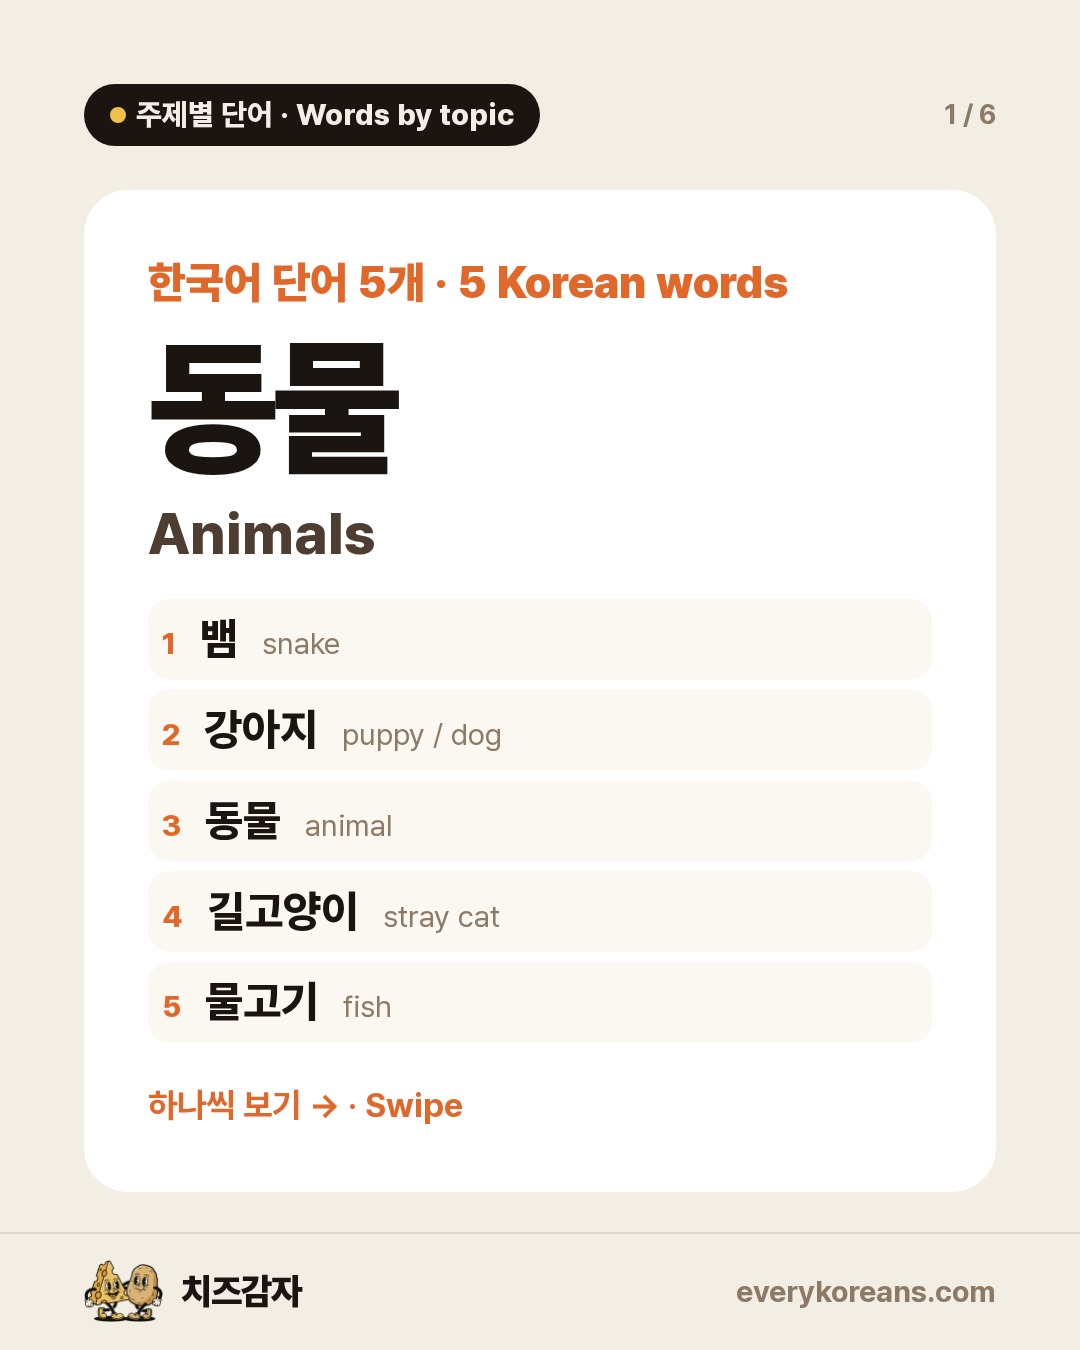 주제별 단어 · Words by topic
1 / 6
한국어 단어 5개 · 5 Korean words
동물
Animals
1 뱀 snake
2 강아지 puppy / dog
3 동물 animal
4 길고양이 stray cat
5 물고기 fish
하나씩 보기 → · Swipe
치즈감자
everykoreans.com